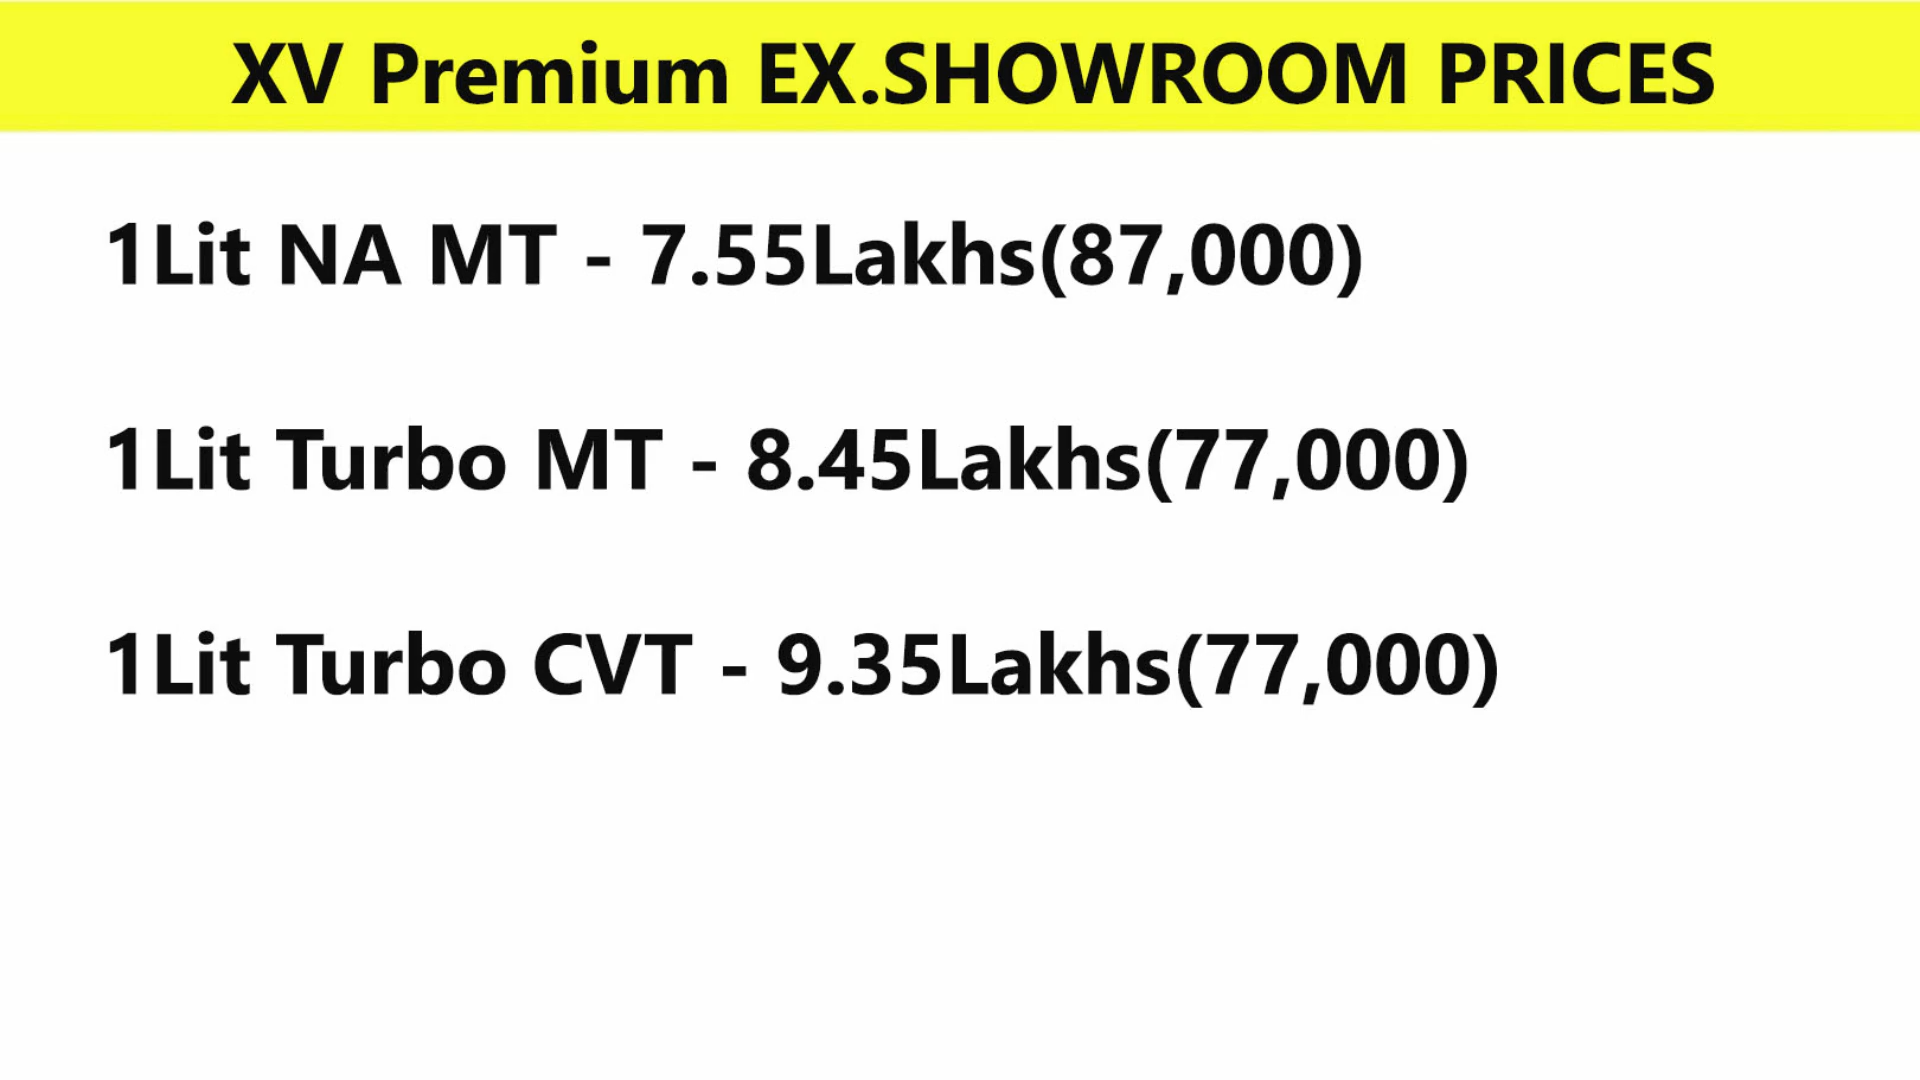 XV Premium EX.SHOWROOM PRICES
1Lit NA MT - 7.55Lakhs(87,000)
1Lit Turbo MT - 8.45Lakhs(77,000)
1Lit Turbo CVT - 9.35Lakhs(77,000)